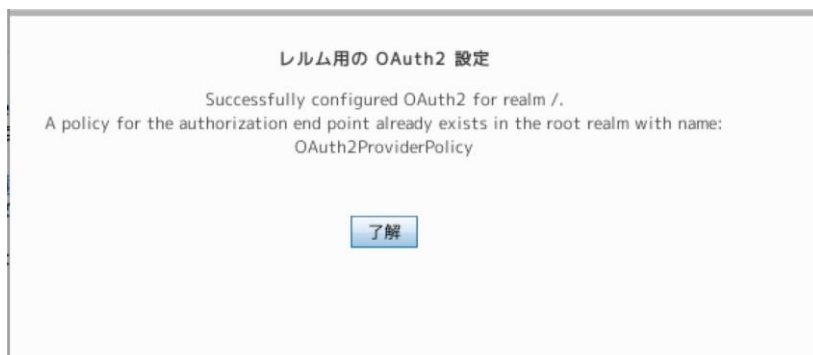 レルム用の OAuth2 設定
Successfully configured OAuth2 for realm /.
A policy for the authorization end point already exists in the root realm with name:
OAuth2ProviderPolicy
了解